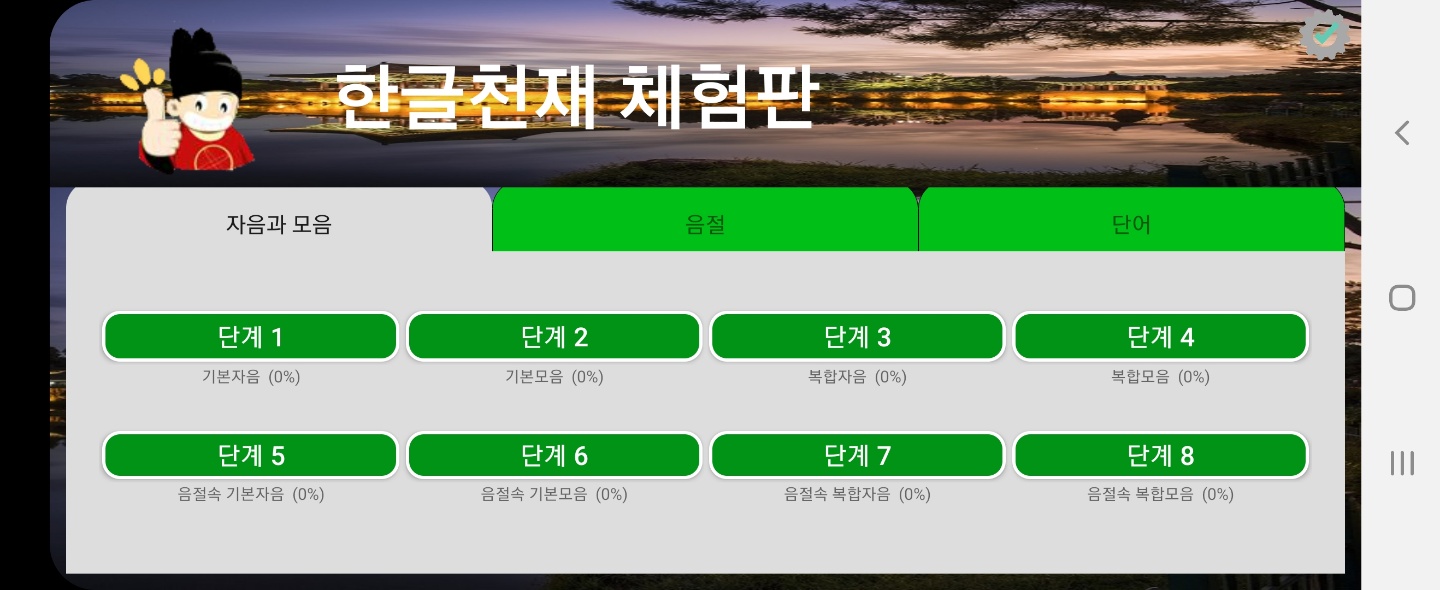 한글천재 체험판
자음과 모음
음절
단어
단계 1
단계 2
단계 3
단계 4
기본자음 (0%)
기본모음 (0%)
복합자음 (0%)
복합모음 (0%)
단계 5
단계 6
단계 7
단계 8
음절속 기본자음 (0%)
음절속 기본모음 (0%)
음절속 복합자음 (0%)
음절속 복합모음 (0%)